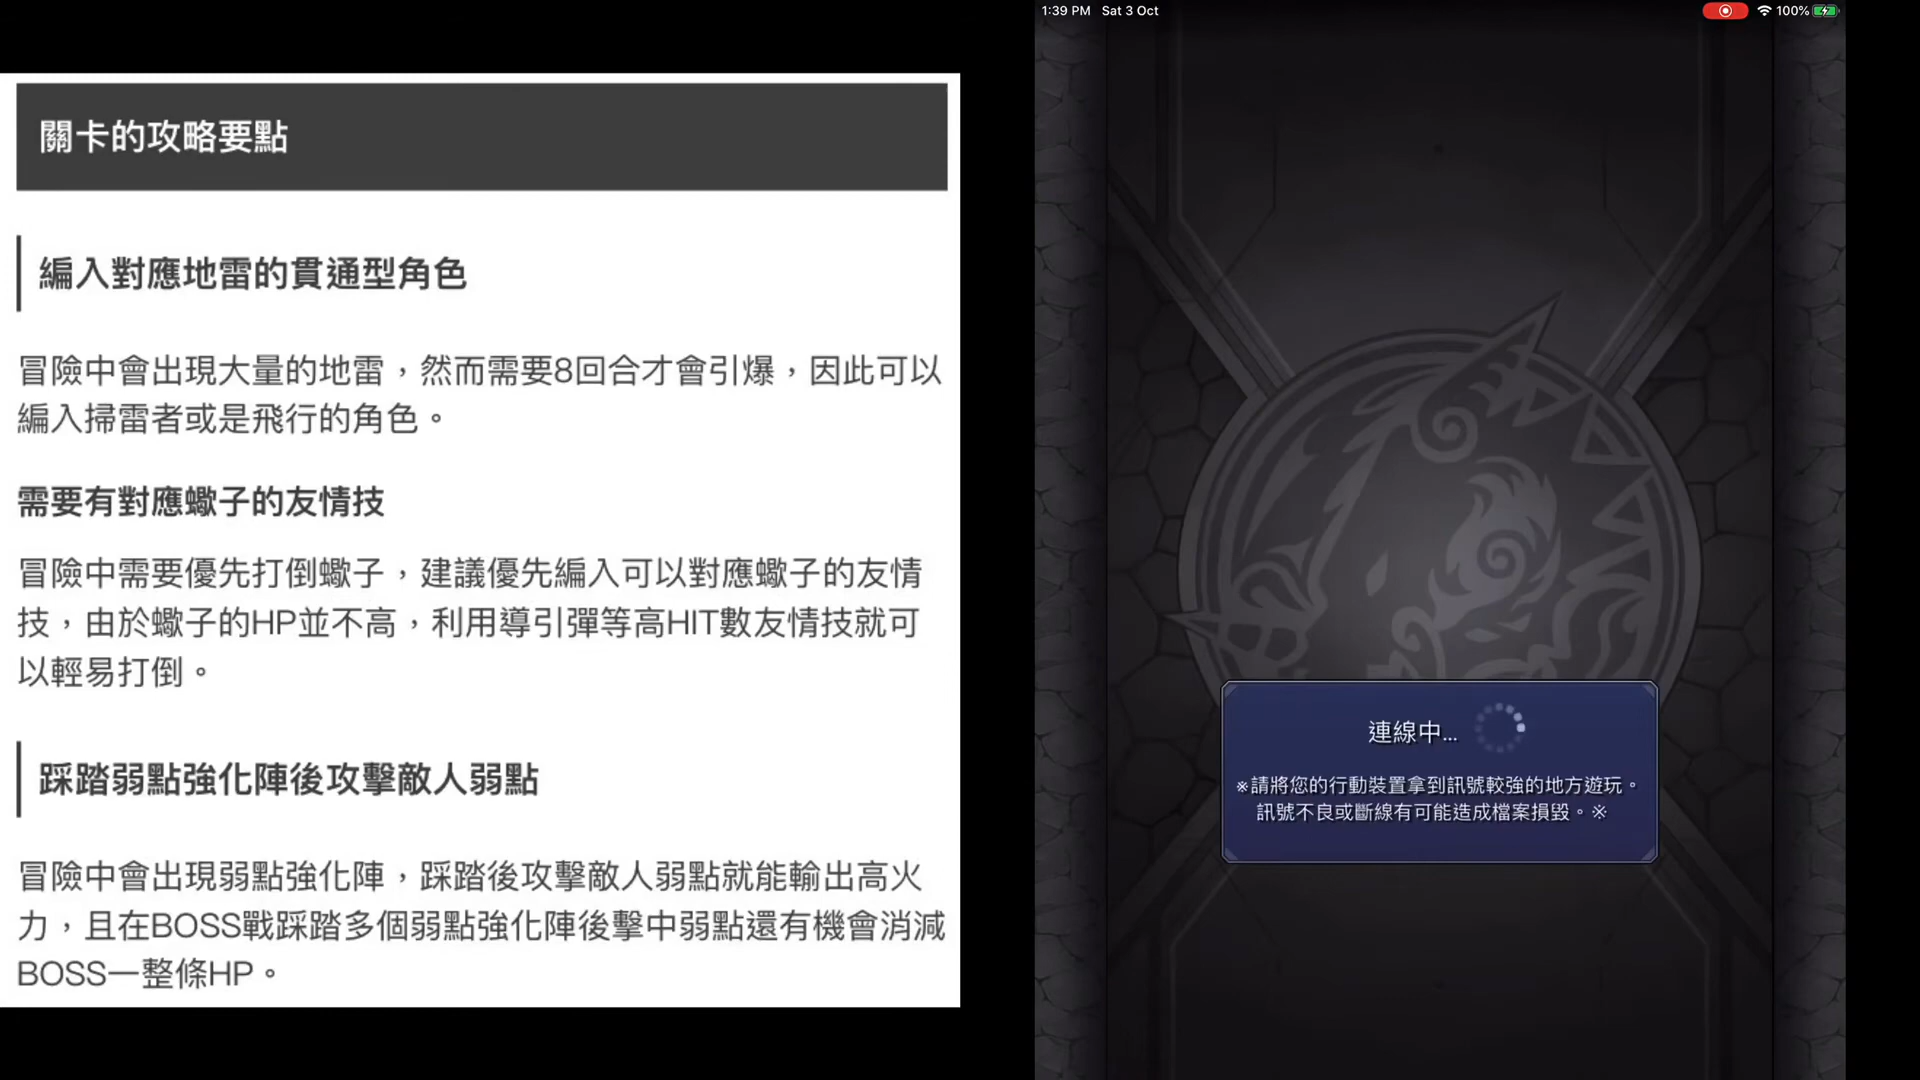 關卡的攻略要點
編入對應地雷的貫通型角色
冒險中會出現大量的地雷，然而需要8回合才會引爆，因此可以
編入掃雷者或是飛行的角色。
需要有對應蠍子的友情技
冒險中需要優先打倒蠍子，建議優先編入可以對應蠍子的友情
技，由於蠍子的HP並不高，利用導引彈等高HIT數友情技就可
以輕易打倒。
踩踏弱點強化陣後攻擊敵人弱點
冒險中會出現弱點強化陣，踩踏後攻擊敵人弱點就能輸出高火
力，且在BOSS戰踩踏多個弱點強化陣後擊中弱點還有機會消減
BOSS一整條HP。
1:39 PM Sat 3 Oct
100%
連線中...
※請將您的行動裝置拿到訊號較強的地方遊玩。
訊號不良或斷線有可能造成檔案損毀。※